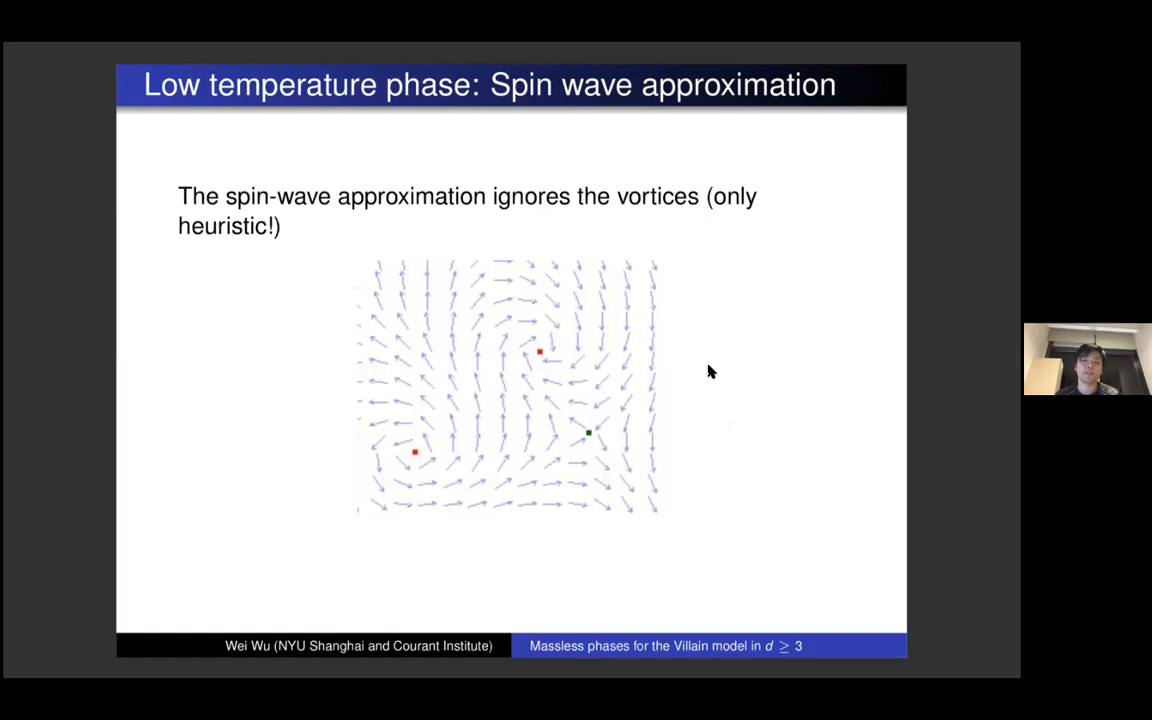 Low temperature phase: Spin wave approximation
The spin-wave approximation ignores the vortices (only
heuristic!)
Wei Wu (NYU Shanghai and Courant Institute)
Massless phases for the Villain model in d ≥ 3